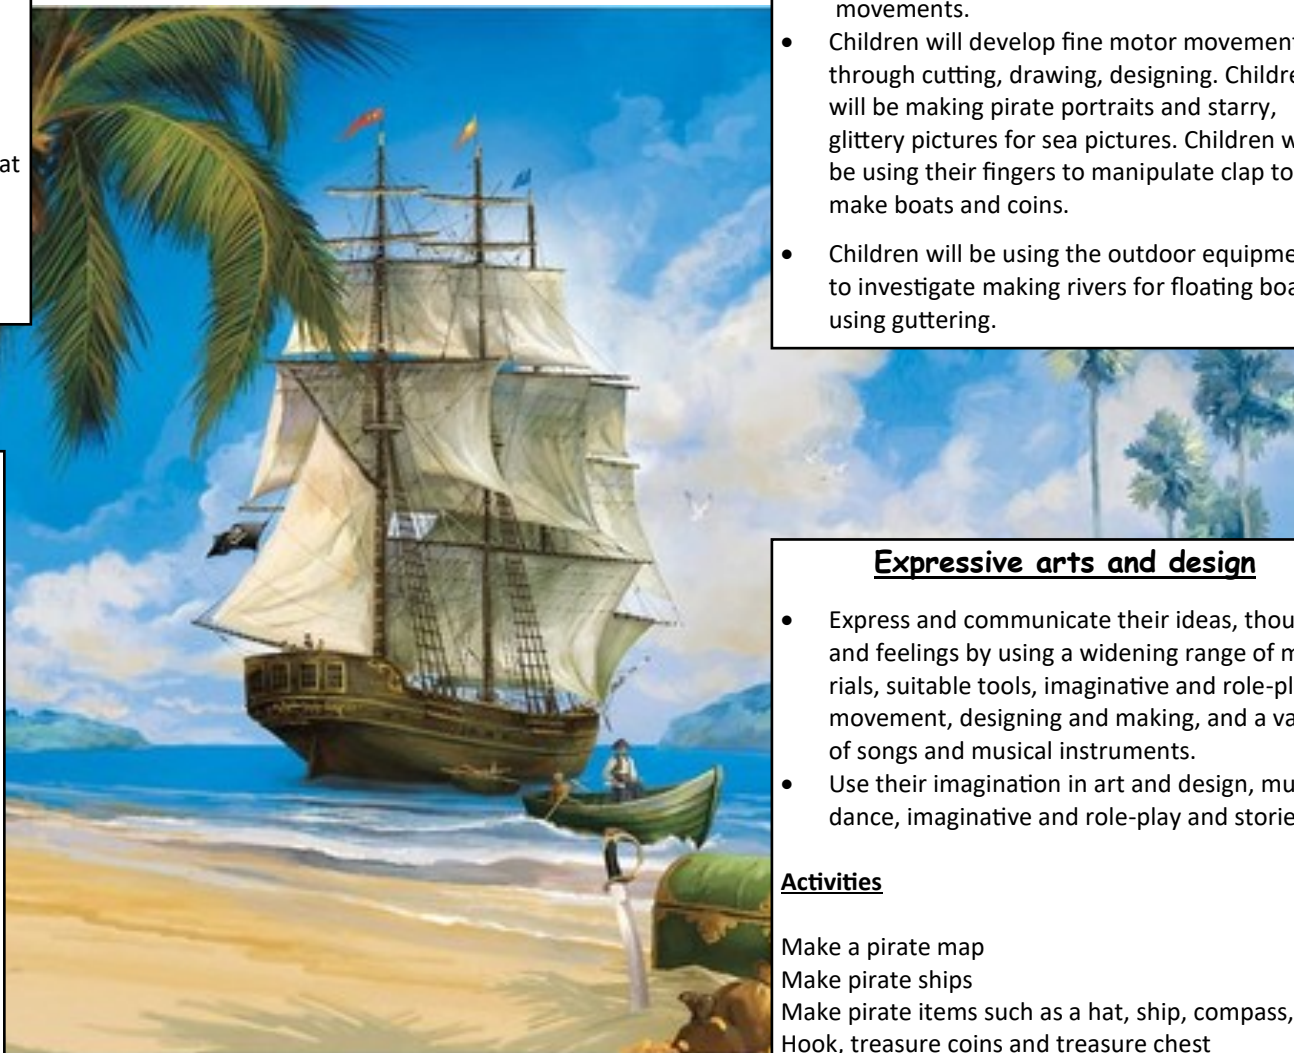 at
movements.
• Children will develop fine motor movement
through cutting, drawing, designing. Childre
will be making pirate portraits and starry,
glittery pictures for sea pictures. Children w
be using their fingers to manipulate clap to
make boats and coins.
• Children will be using the outdoor equipme
to investigate making rivers for floating boa
using guttering.
Expressive arts and design
• Express and communicate their ideas, thou
and feelings by using a widening range of m
rials, suitable tools, imaginative and role-pl
movement, designing and making, and a va
of songs and musical instruments.
• Use their imagination in art and design, mu
dance, imaginative and role-play and storie
Activities
Make a pirate map
Make pirate ships
Make pirate items such as a hat, ship, compass,
Hook, treasure coins and treasure chest